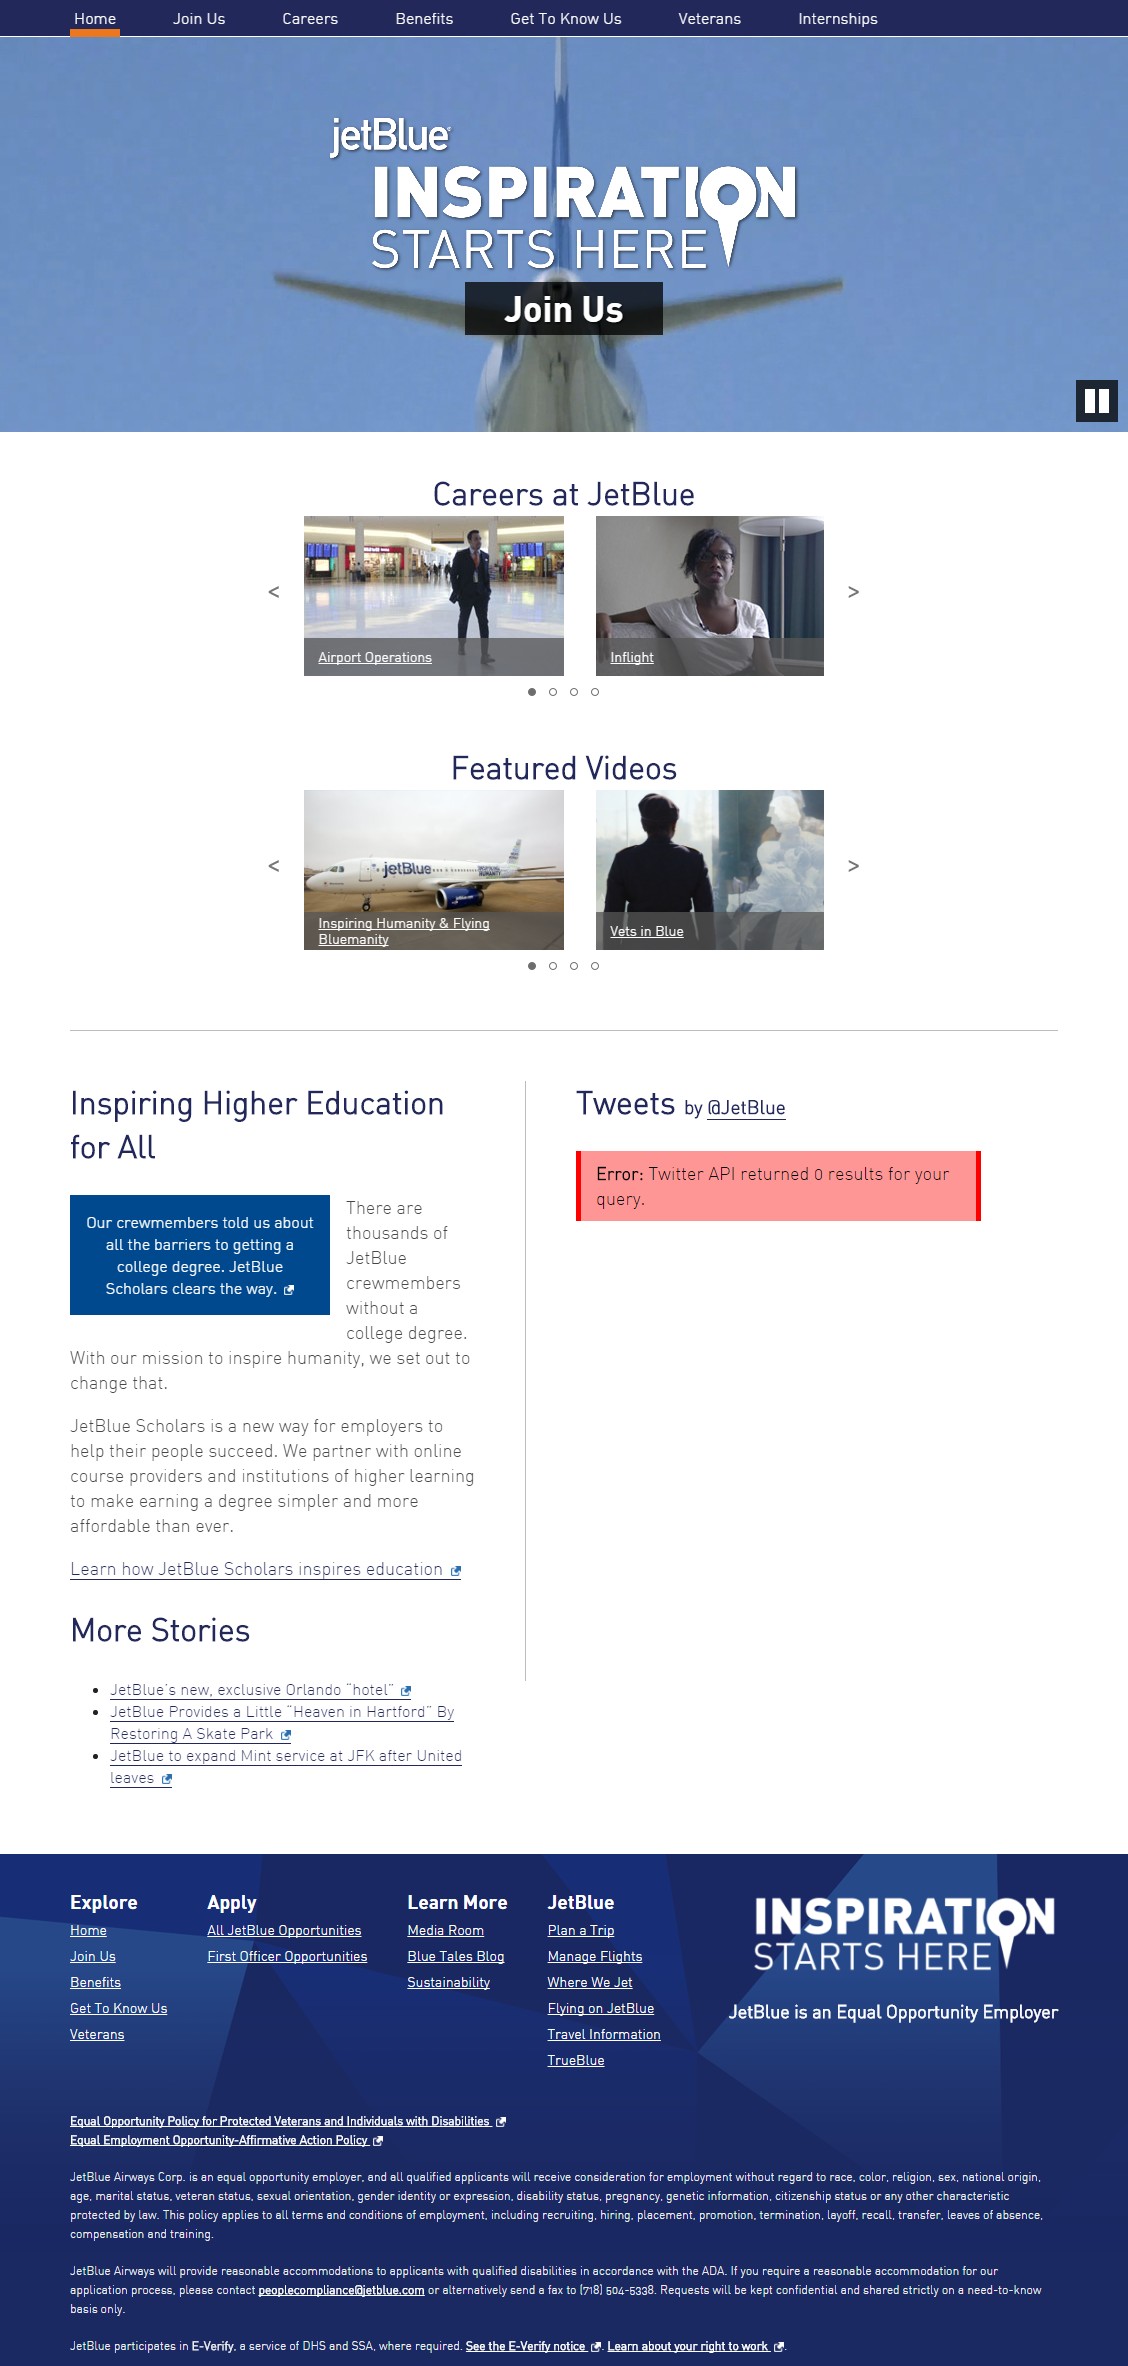 Home Join Us Careers Benefits Get To Know Us Veterans Internships
jetBlue
INSPIRATION
STARTS HERE
Join Us
Careers at JetBlue
<
Airport Operations
Inflight
>
Featured Videos
<
jetBlue
Inspiring Humanity & Flying
Bluemanity
Vets in Blue
>
Inspiring Higher Education
for All
Our crewmembers told us about
all the barriers to getting a
college degree. JetBlue
Scholars clears the way.
There are
thousands of
JetBlue
crewmembers
without a
college degree.
With our mission to inspire humanity, we set out to
change that.
JetBlue Scholars is a new way for employers to
help their people succeed. We partner with online
course providers and institutions of higher learning
to make earning a degree simpler and more
affordable than ever.
Learn how JetBlue Scholars inspires education
More Stories
JetBlue's new, exclusive Orlando "hotel"
JetBlue Provides a Little "Heaven in Hartford" By
Restoring A Skate Park
JetBlue to expand Mint service at JFK after United
leaves
Tweets by @JetBlue
Error: Twitter API returned 0 results for your
query.
Explore
Home
Join Us
Benefits
Get To Know Us
Veterans
Apply
All JetBlue Opportunities
First Officer Opportunities
Learn More
Media Room
Blue Tales Blog
Sustainability
JetBlue
Plan a Trip
Manage Flights
Where We Jet
Flying on JetBlue
Travel Information
TrueBlue
INSPIRATION
STARTS HERE
JetBlue is an Equal Opportunity Employer
Equal Opportunity Policy for Protected Veterans and Individuals with Disabilities
Equal Employment Opportunity-Affirmative Action Policy
JetBlue Airways Corp. is an equal opportunity employer, and all qualified applicants will receive consideration for employment without regard to race, color, religion, sex, national origin,
age, marital status, veteran status, sexual orientation, gender identity or expression, disability status, pregnancy, genetic information, citizenship status or any other characteristic
protected by law. This policy applies to all terms and conditions of employment, including recruiting, hiring, placement, promotion, termination, layoff, recall, transfer, leaves of absence,
compensation and training.
JetBlue Airways will provide reasonable accommodations to applicants with qualified disabilities in accordance with the ADA. If you require a reasonable accommodation for our
application process, please contact peoplecompliance@jetblue.com or alternatively send a fax to (718) 504-5338. Requests will be kept confidential and shared strictly on a need-to-know
basis only.
JetBlue participates in E-Verify, a service of DHS and SSA, where required. See the E-Verify notice . Learn about your right to work .